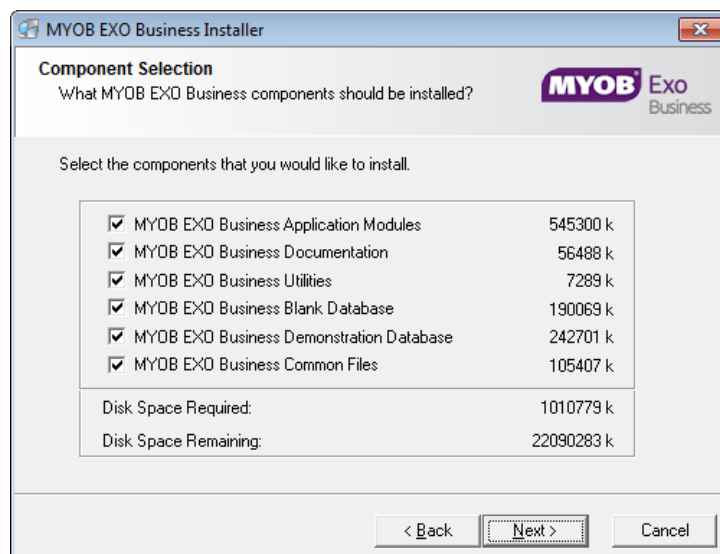 MYOB EXO Business Installer
Component Selection
What MYOB EXO Business components should be installed?
MYOB Exo
Business
Select the components that you would like to install.
MYOB EXO Business Application Modules 545300 k
MYOB EXO Business Documentation 56488 k
MYOB EXO Business Utilities 7289 k
MYOB EXO Business Blank Database 190069 k
MYOB EXO Business Demonstration Database 242701 k
MYOB EXO Business Common Files 105407 k
Disk Space Required: 1010779 k
Disk Space Remaining: 22090283 k
< Back Next > Cancel